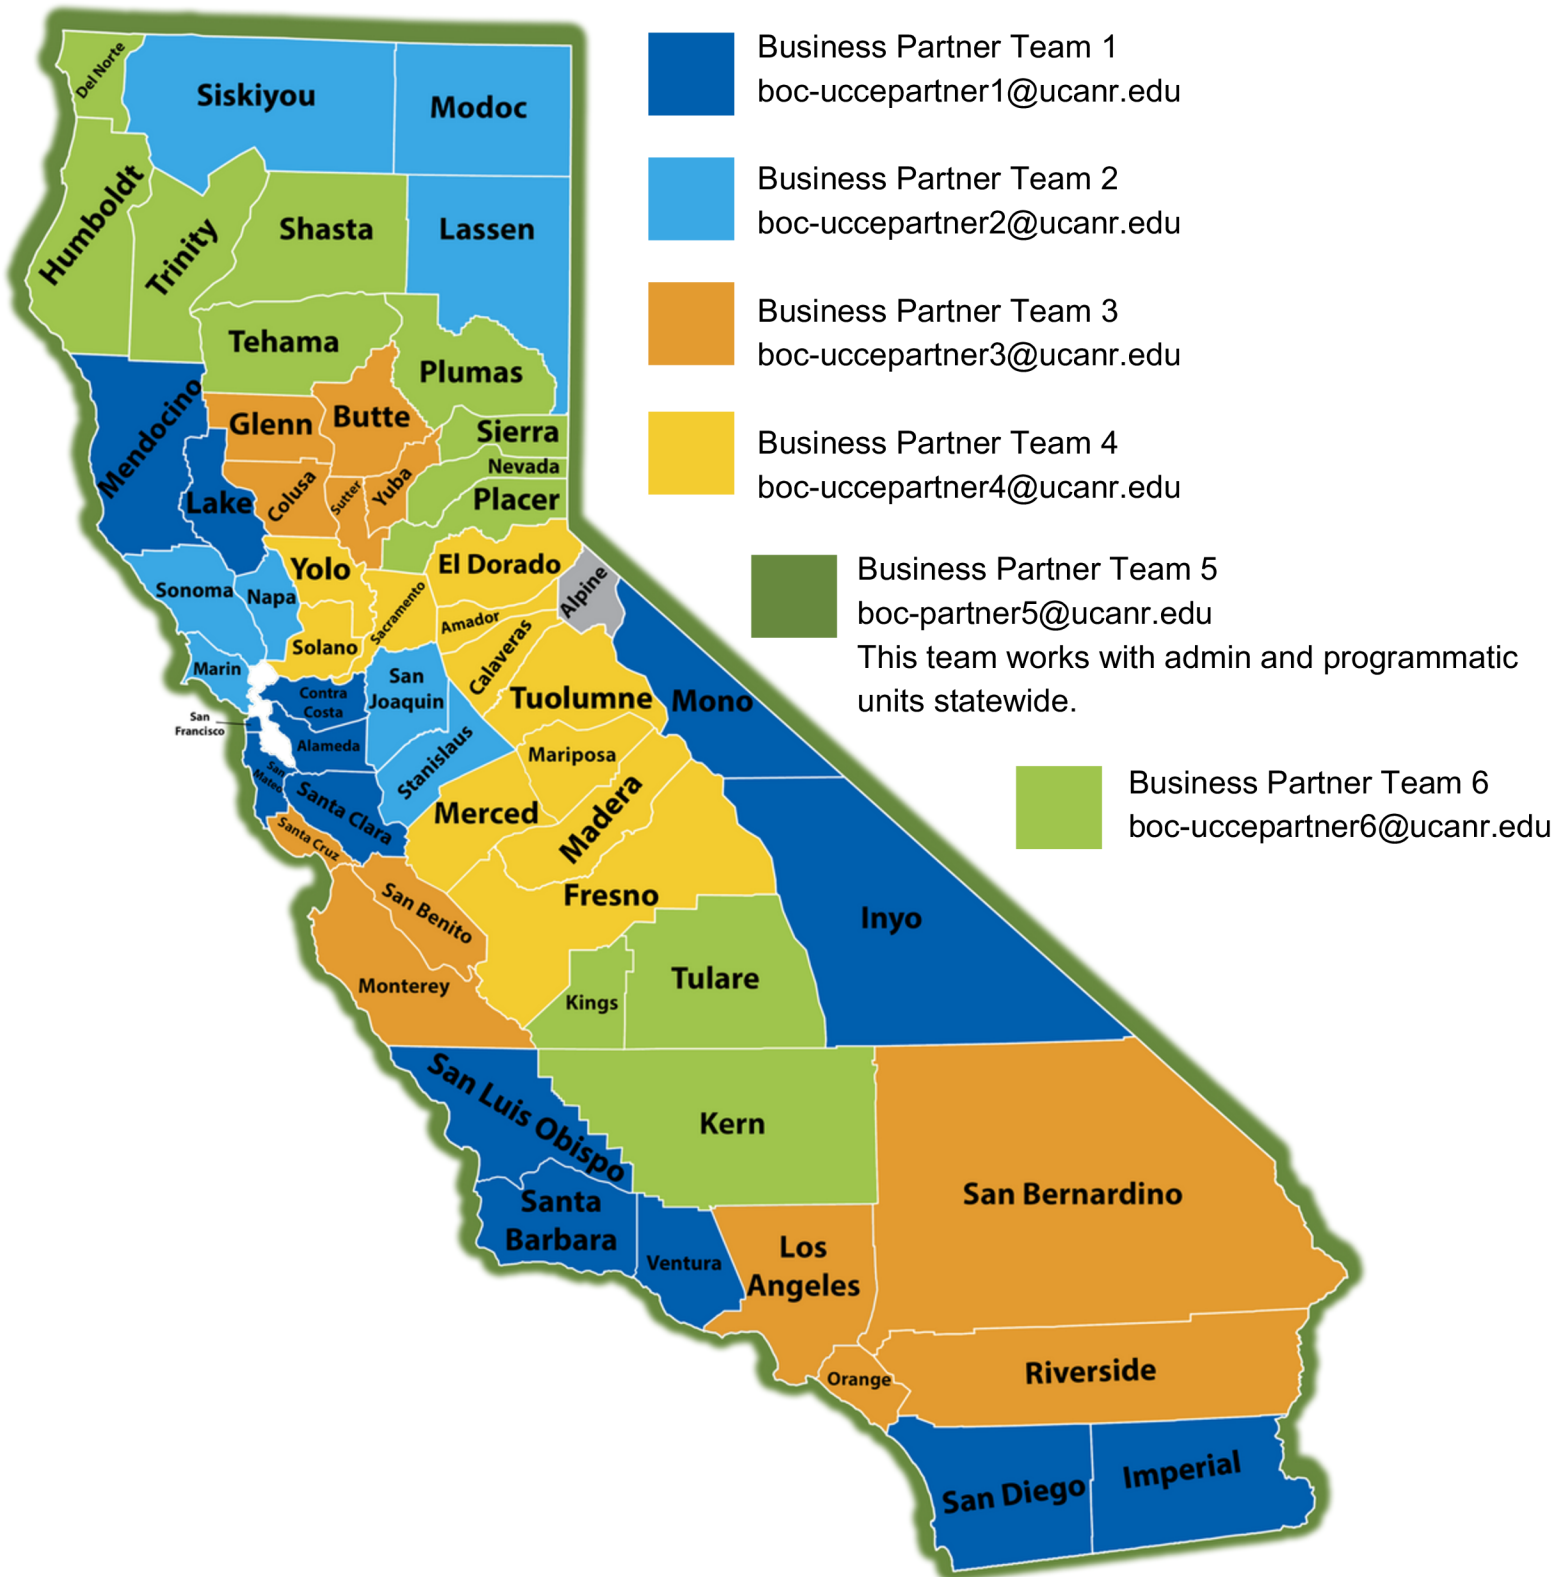 Business Partner Team 1
boc-uccepartner1@ucanr.edu
Business Partner Team 2
boc-uccepartner2@ucanr.edu
Business Partner Team 3
boc-uccepartner3@ucanr.edu
Business Partner Team 4
boc-uccepartner4@ucanr.edu
Business Partner Team 5
boc-partner5@ucanr.edu
This team works with admin and programmatic
units statewide.
Business Partner Team 6
boc-uccepartner6@ucanr.edu
Del Norte
Siskiyou
Modoc
Humboldt
Trinity
Shasta
Lassen
Tehama
Plumas
Mendocino
Glenn
Butte
Sierra
Nevada
Placer
Lake
Colusa
Sutter
Yuba
Sonoma
Napa
Yolo
El Dorado
Alpine
Sacramento
Amador
Solano
Calaveras
Marin
San
Joaquin
Contra
Costa
Tuolumne
Mono
San
Francisco
Alameda
Stanislaus
Mariposa
San
Mateo
Santa Clara
Merced
Madera
Santa Cruz
San Benito
Fresno
Inyo
Monterey
Kings
Tulare
San Luis Obispo
Kern
San Bernardino
Santa
Barbara
Ventura
Los
Angeles
Orange
Riverside
San Diego
Imperial